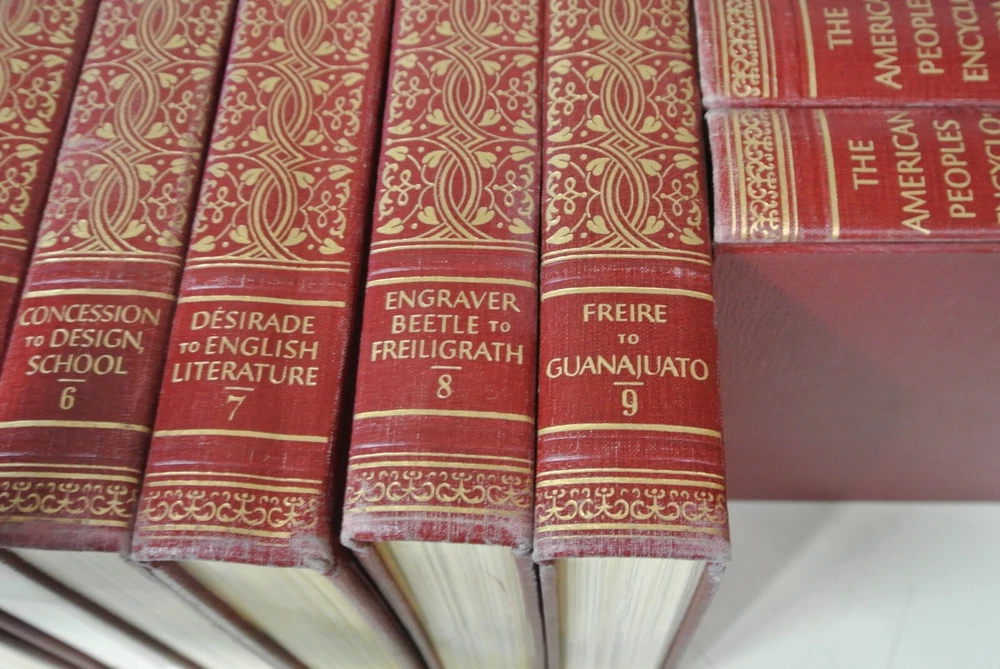 CONCESSION
TO DESIGN,
SCHOOL
6
DÉSIRADE
TO ENGLISH
LITERATURE
7
ENGRAVER
BEETLE TO
FREILIGRATH
8
FREIRE
TO
GUANAJUATO
9
THE
AMERICAN
PEOPLES
THE
AMERICAN
PEOPLES